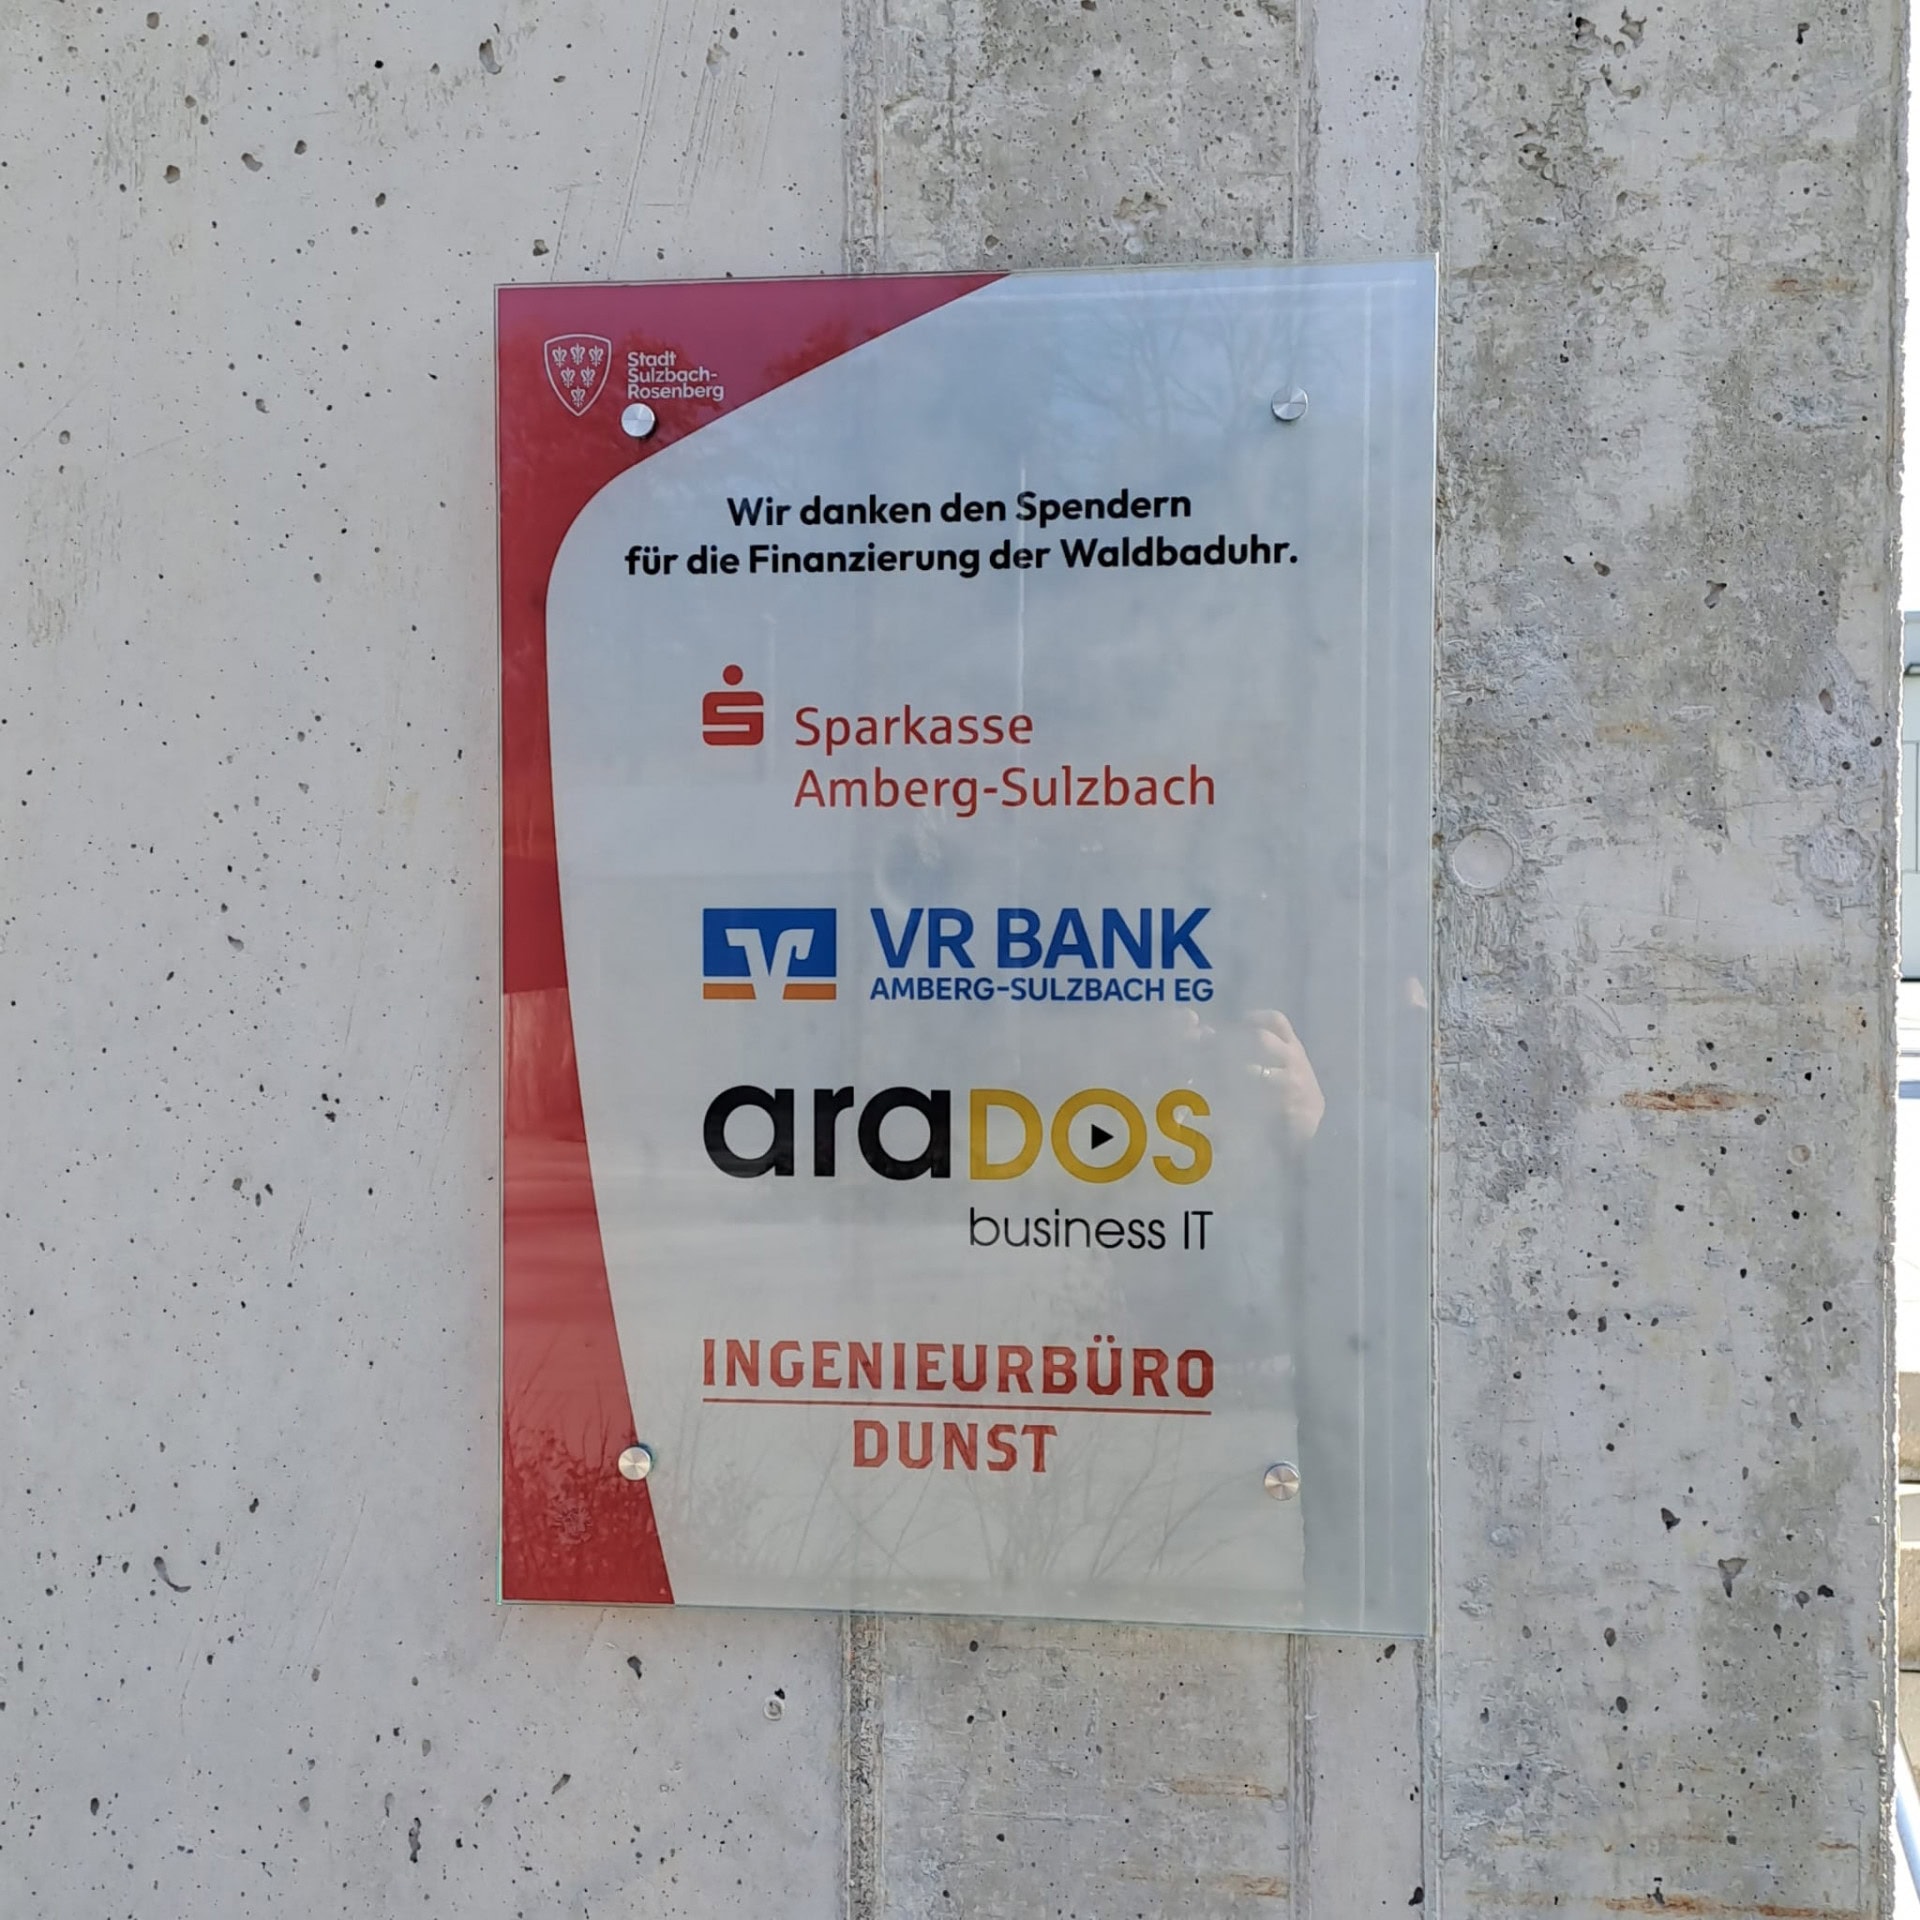 Stadt
Sulzbach-
Rosenberg
Wir danken den Spendern
für die Finanzierung der Waldbaduhr.
Sparkasse
Amberg-Sulzbach
VR BANK
AMBERG-SULZBACH EG
araDOS
business IT
INGENIEURBÜRO
DUNST